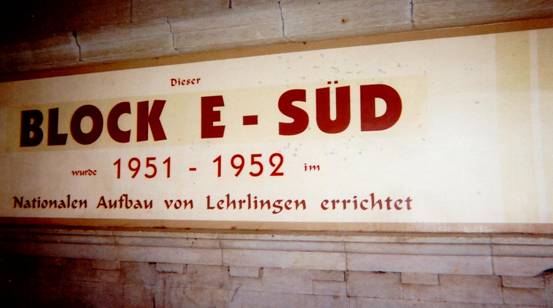 Dieser
BLOCK E - SÜD
wurde 1951 - 1952 im
Nationalen Aufbau von Lehrlingen errichtet